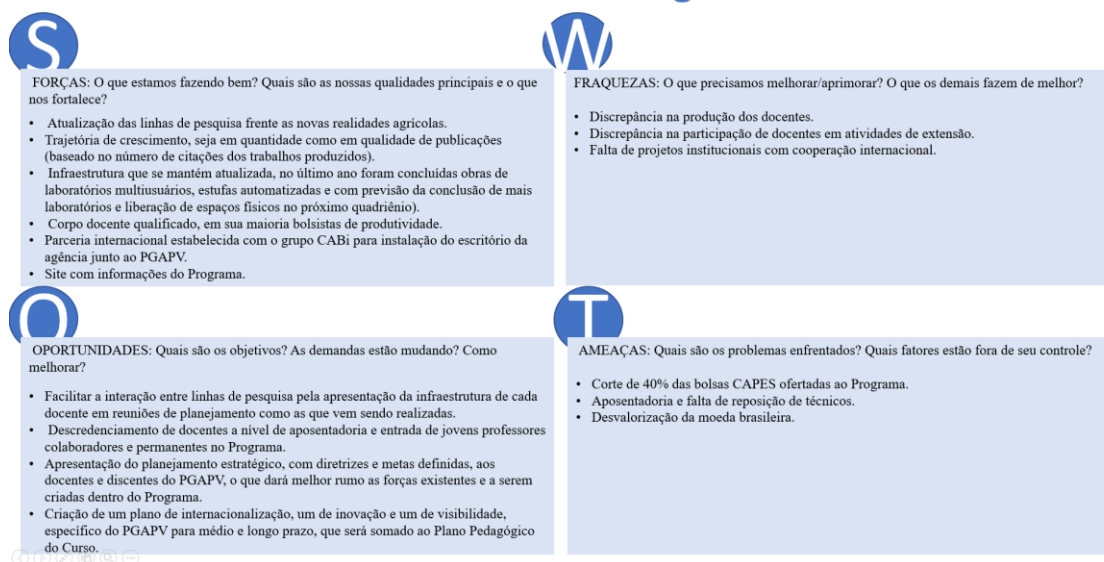 S
FORÇAS: O que estamos fazendo bem? Quais são as nossas qualidades principais e o que
nos fortalece?
• Atualização das linhas de pesquisa frente as novas realidades agrícolas.
• Trajetória de crescimento, seja em quantidade como em qualidade de publicações
(baseado no número de citações dos trabalhos produzidos).
• Infraestrutura que se mantém atualizada, no último ano foram concluídas obras de
laboratórios multiusuários, estufas automatizadas e com previsão da conclusão de mais
laboratórios e liberação de espaços físicos no próximo quadriênio).
• Corpo docente qualificado, em sua maioria bolsistas de produtividade.
• Parceria internacional estabelecida com o grupo CABi para instalação do escritório da
agência junto ao PGAPV.
• Site com informações do Programa.
W
FRAQUEZAS: O que precisamos melhorar/aprimorar? O que os demais fazem de melhor?
• Discrepância na produção dos docentes.
• Discrepância na participação de docentes em atividades de extensão.
• Falta de projetos institucionais com cooperação internacional.
O
OPORTUNIDADES: Quais são os objetivos? As demandas estão mudando? Como
melhorar?
• Facilitar a interação entre linhas de pesquisa pela apresentação da infraestrutura de cada
docente em reuniões de planejamento como as que vem sendo realizadas.
• Descredenciamento de docentes a nível de aposentadoria e entrada de jovens professores
colaboradores e permanentes no Programa.
• Apresentação do planejamento estratégico, com diretrizes e metas definidas, aos
docentes e discentes do PGAPV, o que dará melhor rumo as forças existentes e a serem
criadas dentro do Programa.
• Criação de um plano de internacionalização, um de inovação e um de visibilidade,
específico do PGAPV para médio e longo prazo, que será somado ao Plano Pedagógico
do Curso.
T
AMEAÇAS: Quais são os problemas enfrentados? Quais fatores estão fora de seu controle?
• Corte de 40% das bolsas CAPES ofertadas ao Programa.
• Aposentadoria e falta de reposição de técnicos.
• Desvalorização da moeda brasileira.